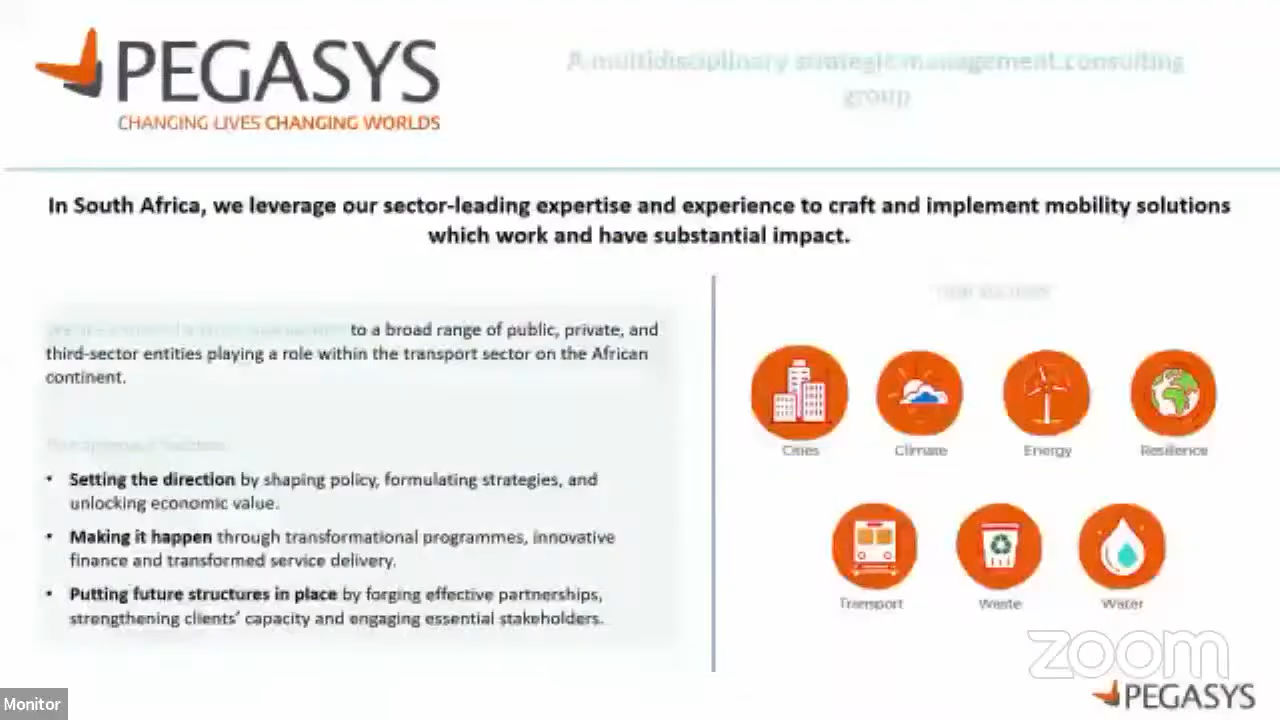 PEGASYS
CHANGING LIVES CHANGING WORLDS
A multidisciplinary strategic management consulting
group
In South Africa, we leverage our sector-leading expertise and experience to craft and implement mobility solutions
which work and have substantial impact.
to a broad range of public, private, and
third-sector entities playing a role within the transport sector on the African
continent.
• Setting the direction by shaping policy, formulating strategies, and
unlocking economic value.
• Making it happen through transformational programmes, innovative
finance and transformed service delivery.
• Putting future structures in place by forging effective partnerships,
strengthening clients' capacity and engaging essential stakeholders.
Cities
Climate
Energy
Resilience
Transport
Waste
Water
zoom
PEGASYS
Monitor